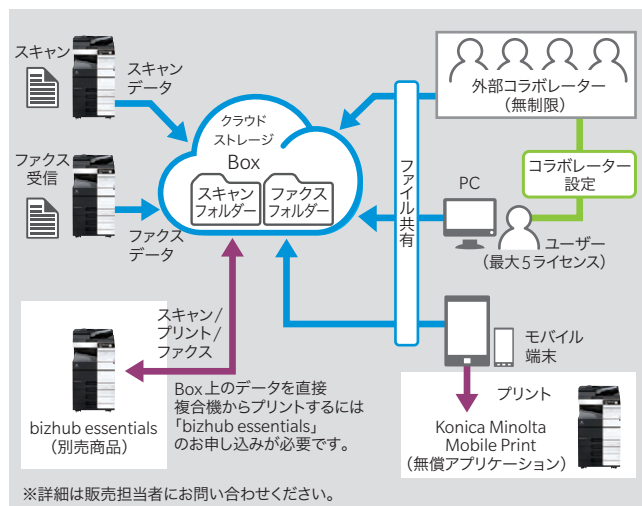 スキャン
スキャン
データ
ファクス
受信
ファクス
データ
クラウド
ストレージ
Box
スキャン
フォルダー
ファクス
フォルダー
ファイル共有
外部コラボレーター
(無制限)
コラボレーター
設定
PC
ユーザー
(最大5ライセンス)
モバイル
端末
スキャン/
プリント/
ファクス
bizhub essentials
(別売商品)
Box上のデータを直接
複合機からプリントするには
「bizhub essentials」
のお申し込みが必要です。
プリント
Konica Minolta
Mobile Print
(無償アプリケーション)
※詳細は販売担当者にお問い合わせください。